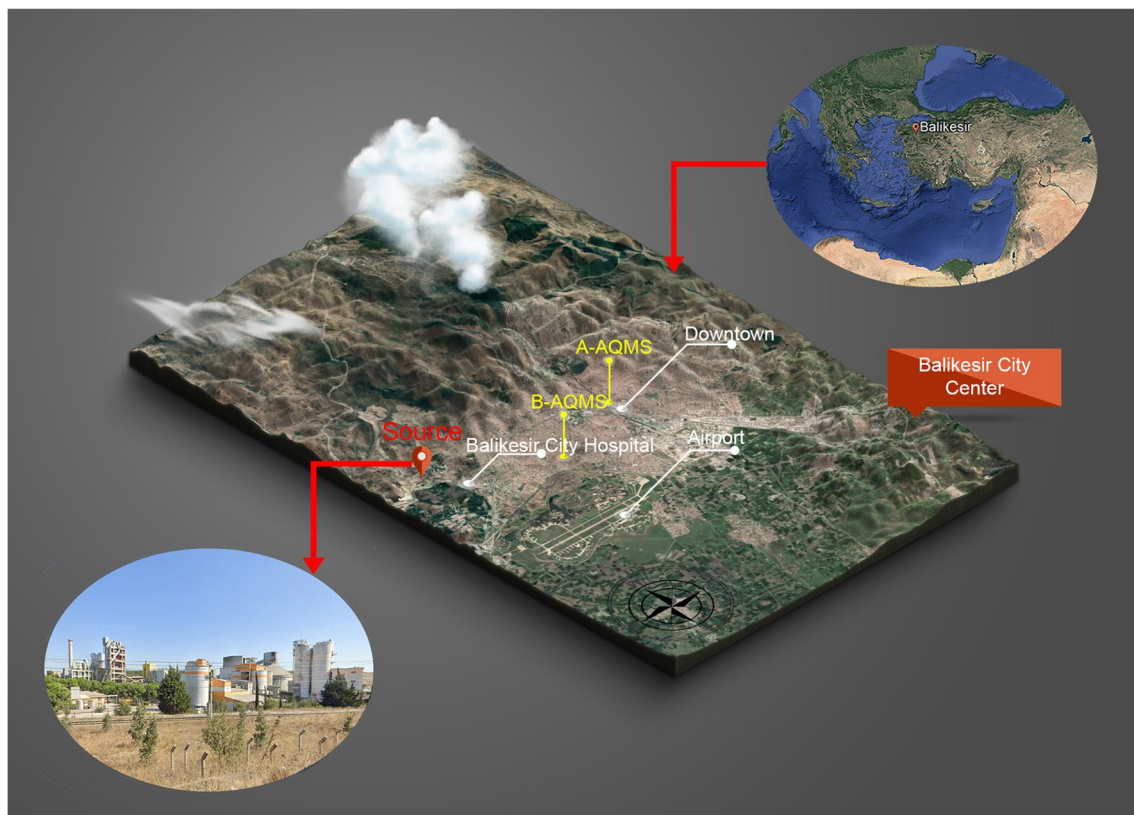 Balikesir
Downtown
A-AQMS
Balikesir City
Center
B-AQMS
Source
Balikesir City Hospital
Airport